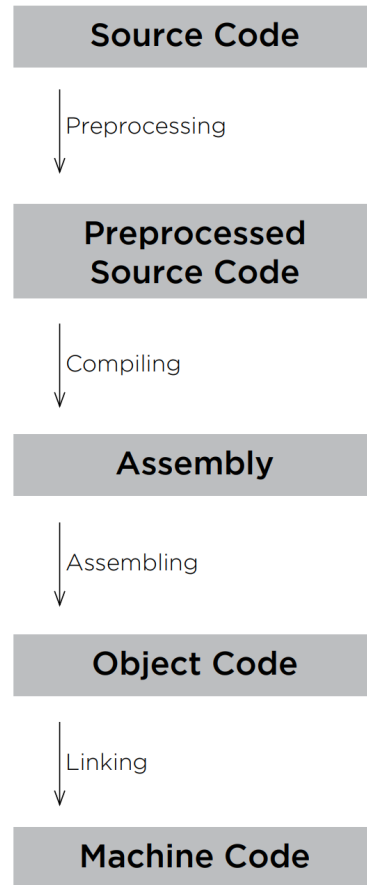 Source Code
Preprocessing
Preprocessed
Source Code
Compiling
Assembly
Assembling
Object Code
Linking
Machine Code